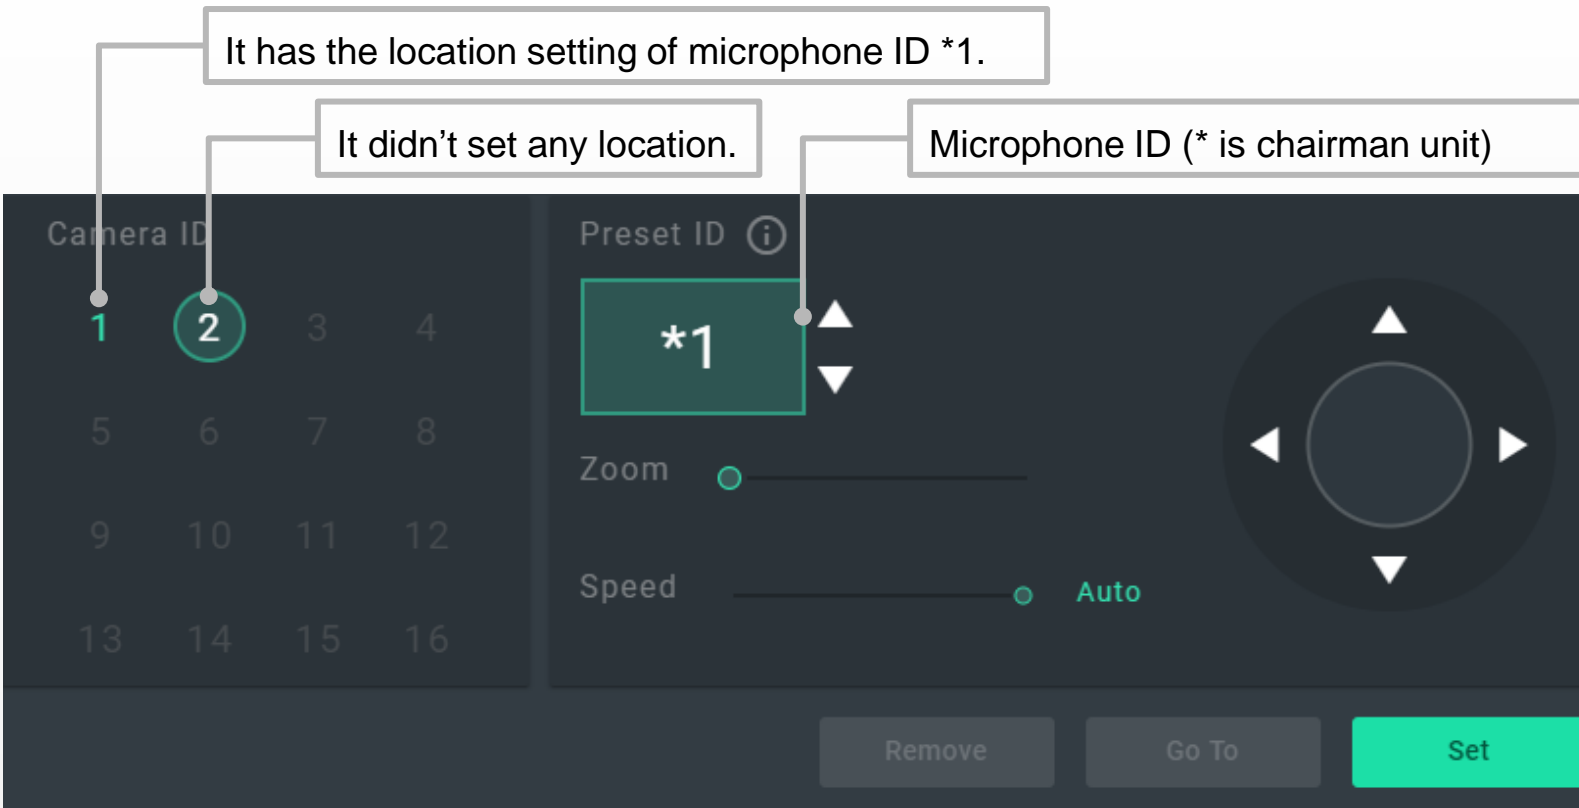 It has the location setting of microphone ID *1.
It didn't set any location.
Microphone ID (* is chairman unit)
Camera ID
1 2 3 4
5 6 7 8
9 10 11 12
13 14 15 16
Preset ID
*1
Zoom
Speed
Auto
Remove
Go To
Set